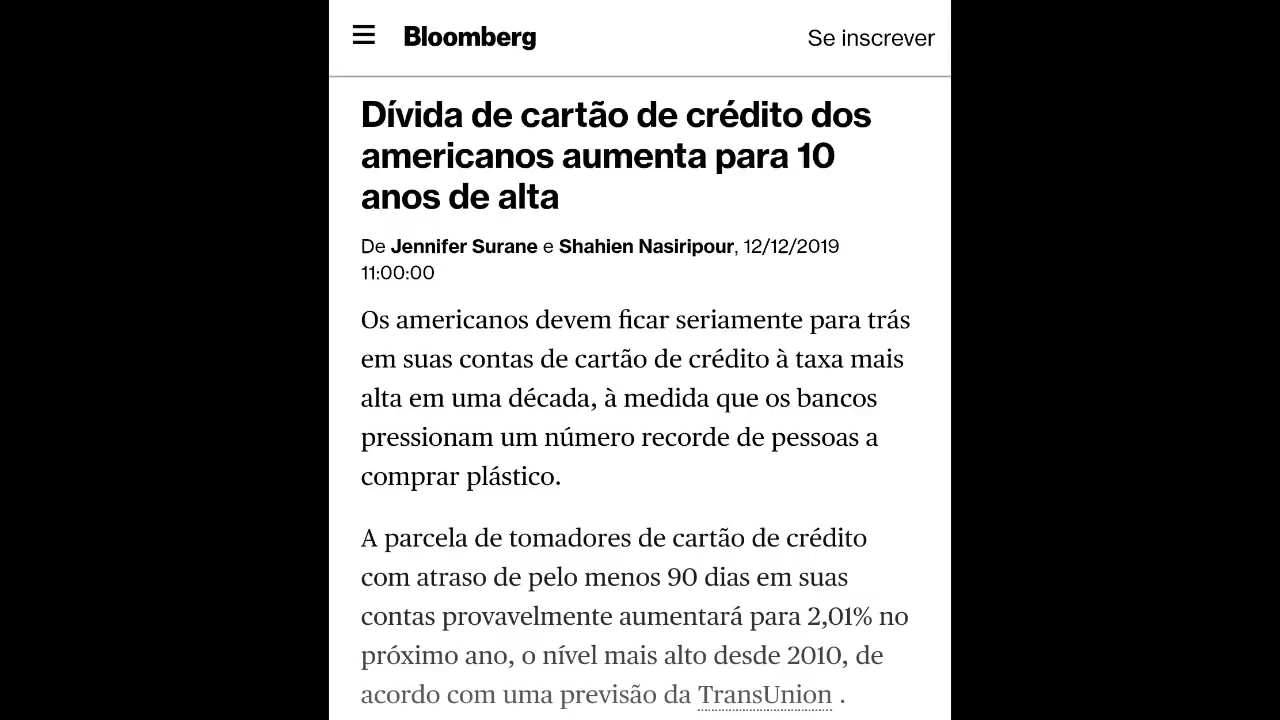 Bloomberg
Se inscrever
Dívida de cartão de crédito dos
americanos aumenta para 10
anos de alta
De Jennifer Surane e Shahien Nasiripour, 12/12/2019
11:00:00
Os americanos devem ficar seriamente para trás
em suas contas de cartão de crédito à taxa mais
alta em uma década, à medida que os bancos
pressionam um número recorde de pessoas a
comprar plástico.
A parcela de tomadores de cartão de crédito
com atraso de pelo menos 90 dias em suas
contas provavelmente aumentará para 2,01% no
próximo ano, o nível mais alto desde 2010, de
acordo com uma previsão da TransUnion .